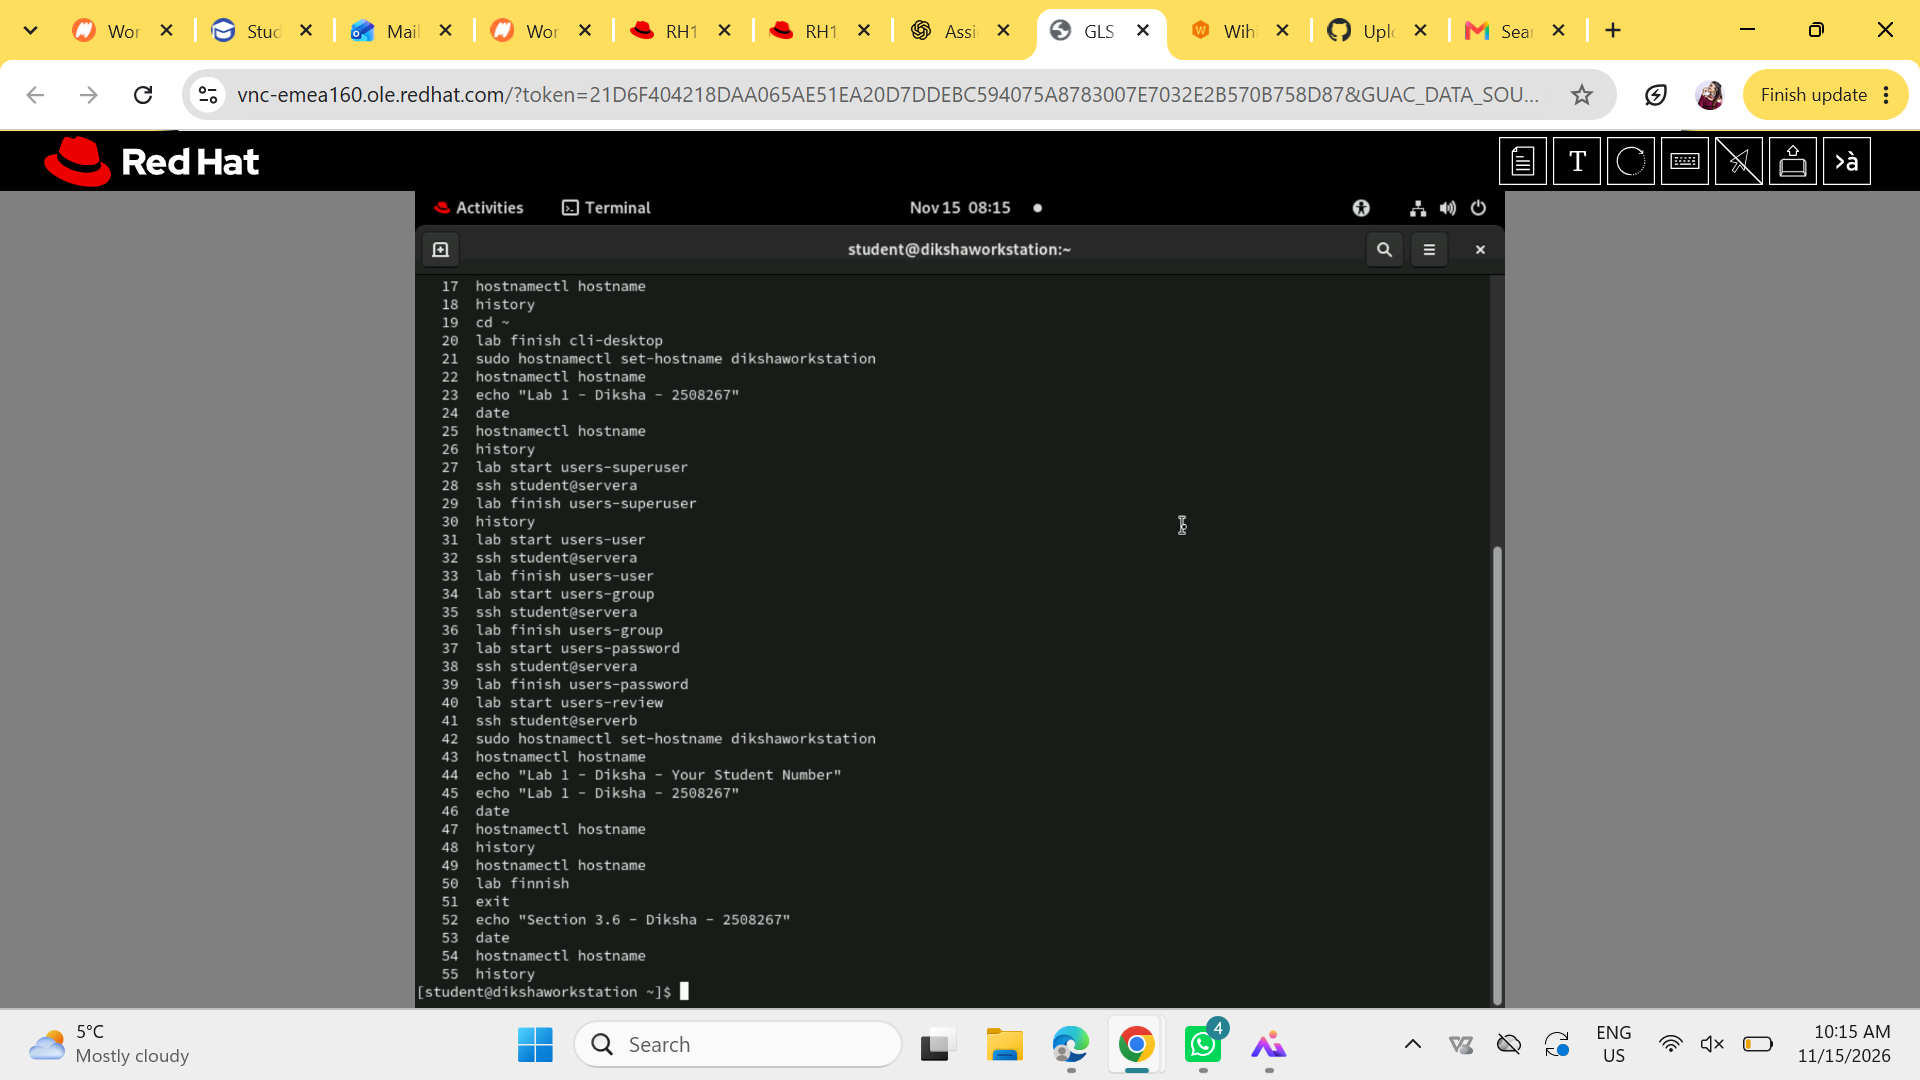 Wor
Stud
Mail
Wor
RH1
RH1
Assi
GLS
Wihi
Uplo
Sear
vnc-emea160.ole.redhat.com/?token=21D6F404218DAA065AE51EA20D7DDEBC594075A8783007E7032E2B570B758D87&GUAC_DATA_SOU...
Finish update
Red Hat
T
>à
Activities
Terminal
Nov 15 08:15
student@dikshaworkstation:~
17 hostnamectl hostname
18 history
19 cd ~
20 lab finish cli-desktop
21 sudo hostnamectl set-hostname dikshaworkstation
22 hostnamectl hostname
23 echo "Lab 1 - Diksha - 2508267"
24 date
25 hostnamectl hostname
26 history
27 lab start users-superuser
28 ssh student@servera
29 lab finish users-superuser
30 history
31 lab start users-user
32 ssh student@servera
33 lab finish users-user
34 lab start users-group
35 ssh student@servera
36 lab finish users-group
37 lab start users-password
38 ssh student@servera
39 lab finish users-password
40 lab start users-review
41 ssh student@serverb
42 sudo hostnamectl set-hostname dikshaworkstation
43 hostnamectl hostname
44 echo "Lab 1 - Diksha - Your Student Number"
45 echo "Lab 1 - Diksha - 2508267"
46 date
47 hostnamectl hostname
48 history
49 hostnamectl hostname
50 lab finnish
51 exit
52 echo "Section 3.6 - Diksha - 2508267"
53 date
54 hostnamectl hostname
55 history
[student@dikshaworkstation ~]$
5°C
Mostly cloudy
Search
4
ENG
US
10:15 AM
11/15/2026